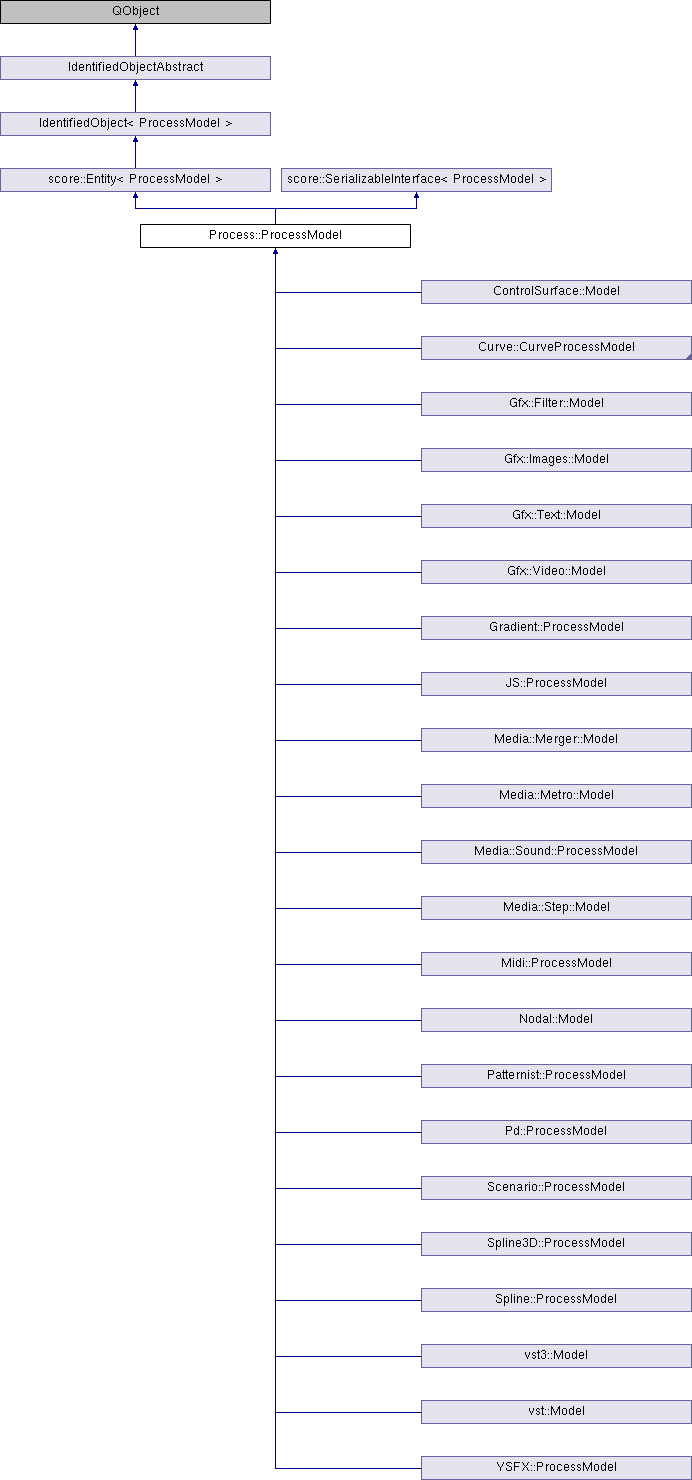 QObject
IdentifiedObjectAbstract
IdentifiedObject< ProcessModel >
score::Entity< ProcessModel >
score::SerializableInterface< ProcessModel >
Process::ProcessModel
ControlSurface::Model
Curve::CurveProcessModel
Gfx::Filter::Model
Gfx::Images::Model
Gfx::Text::Model
Gfx::Video::Model
Gradient::ProcessModel
JS::ProcessModel
Media::Merger::Model
Media::Metro::Model
Media::Sound::ProcessModel
Media::Step::Model
Midi::ProcessModel
Nodal::Model
Patternist::ProcessModel
Pd::ProcessModel
Scenario::ProcessModel
Spline3D::ProcessModel
Spline::ProcessModel
vst3::Model
vst::Model
YSFX::ProcessModel